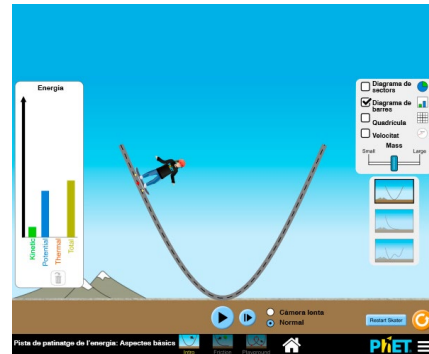 Energia
Kinetic
Potential
Thermal
Total
Diagrama de
sectors
Diagrama de
barres
Quadrícula
Velocitat
Mass
Small
Large
Càmera lenta
Normal
Restart Skater
Pista de patinatge de l'energia: Aspectes bàsics
Intro
Friction
Playground
PhET